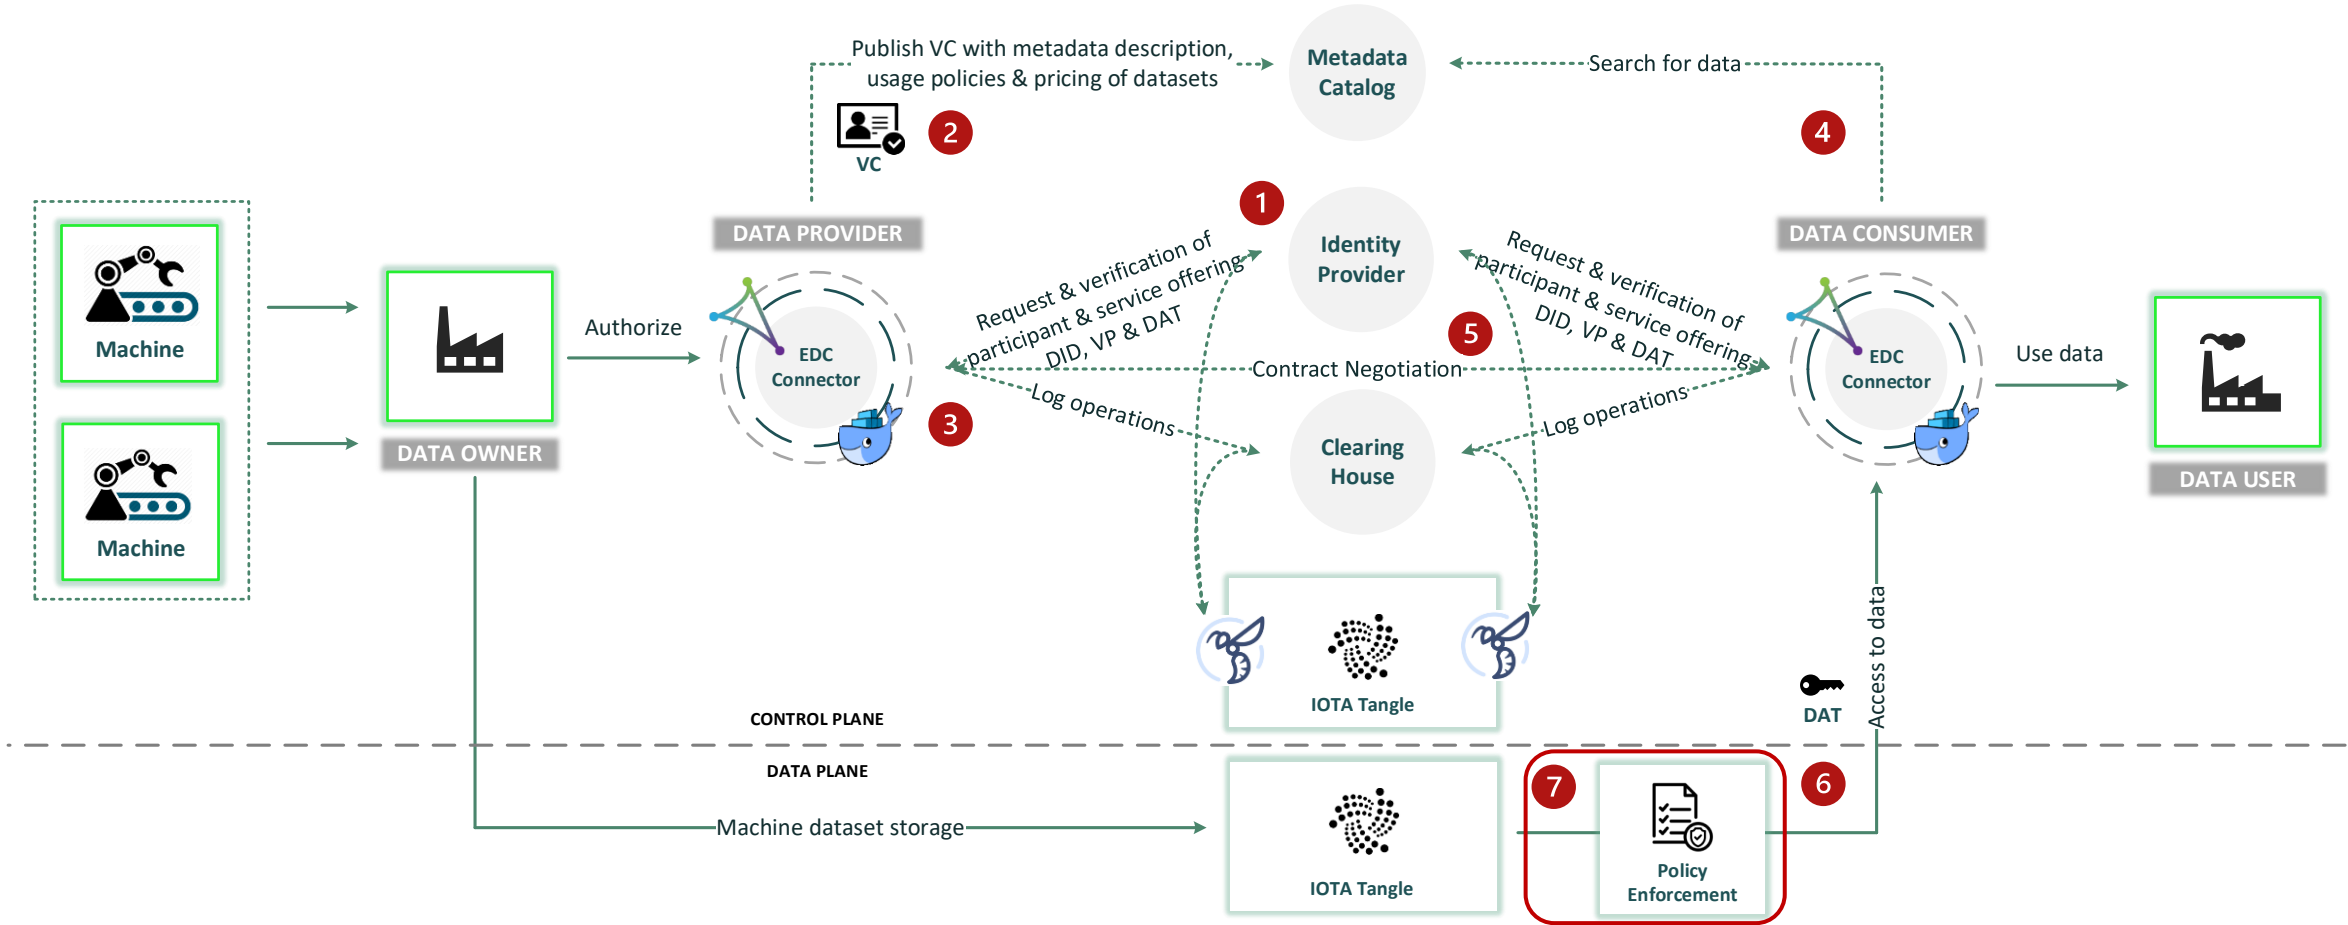 Publish VC with metadata description,
usage policies & pricing of datasets
Metadata
Catalog
Search for data
2
VC
4
1
DATA PROVIDER
Identity
Provider
DATA CONSUMER
Request & verification of
participant & service offering
DID, VP & DAT
Request & verification of
participant & service offering
DID, VP & DAT
5
Machine
Authorize
EDC
Connector
Contract Negotiation
EDC
Connector
Use data
Log operations
Log operations
3
DATA OWNER
Clearing
House
DATA USER
Machine
IOTA Tangle
Access to data
DAT
CONTROL PLANE
DATA PLANE
7
6
Machine dataset storage
IOTA Tangle
Policy
Enforcement